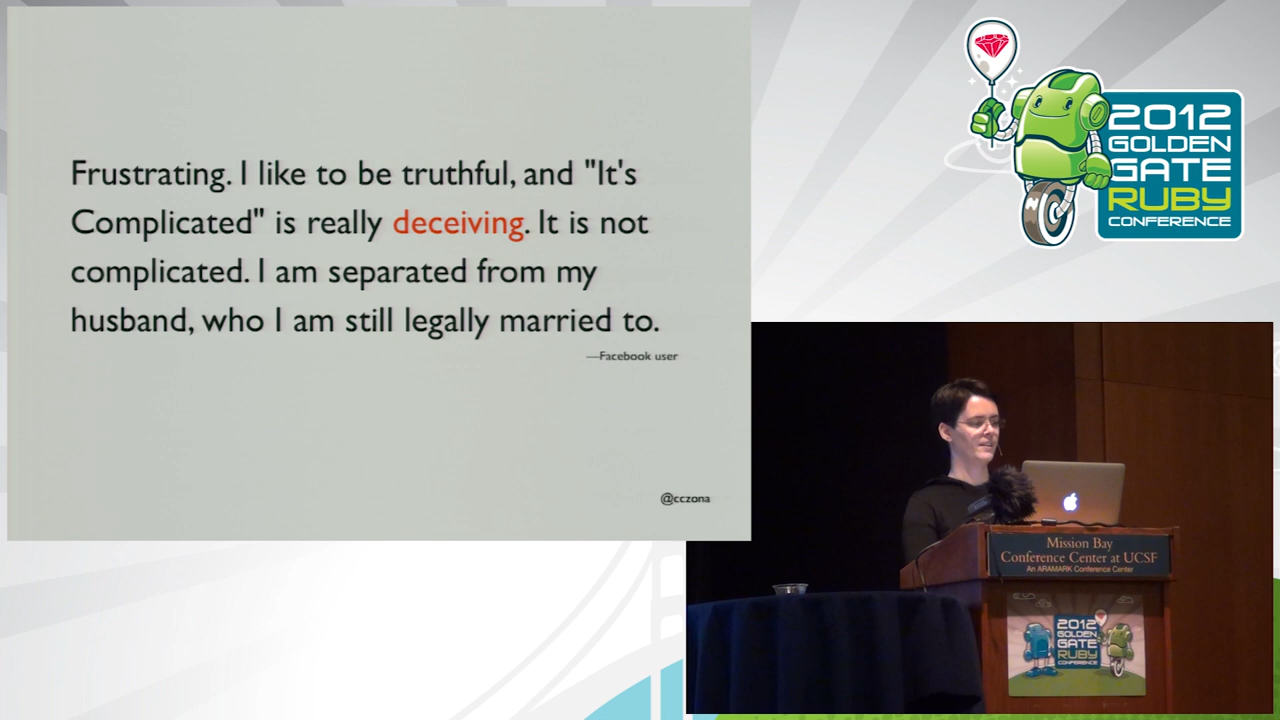 Frustrating. I like to be truthful, and "It's
Complicated" is really deceiving. It is not
complicated. I am separated from my
husband, who I am still legally married to.
—Facebook user
@cczona
2012
GOLDEN
GATE
RUBY
CONFERENCE
Mission Bay
Conference Center at UCSF
An ARAMARK Conference Center
2012
GOLDEN
GATE
RUBY
CONFERENCE